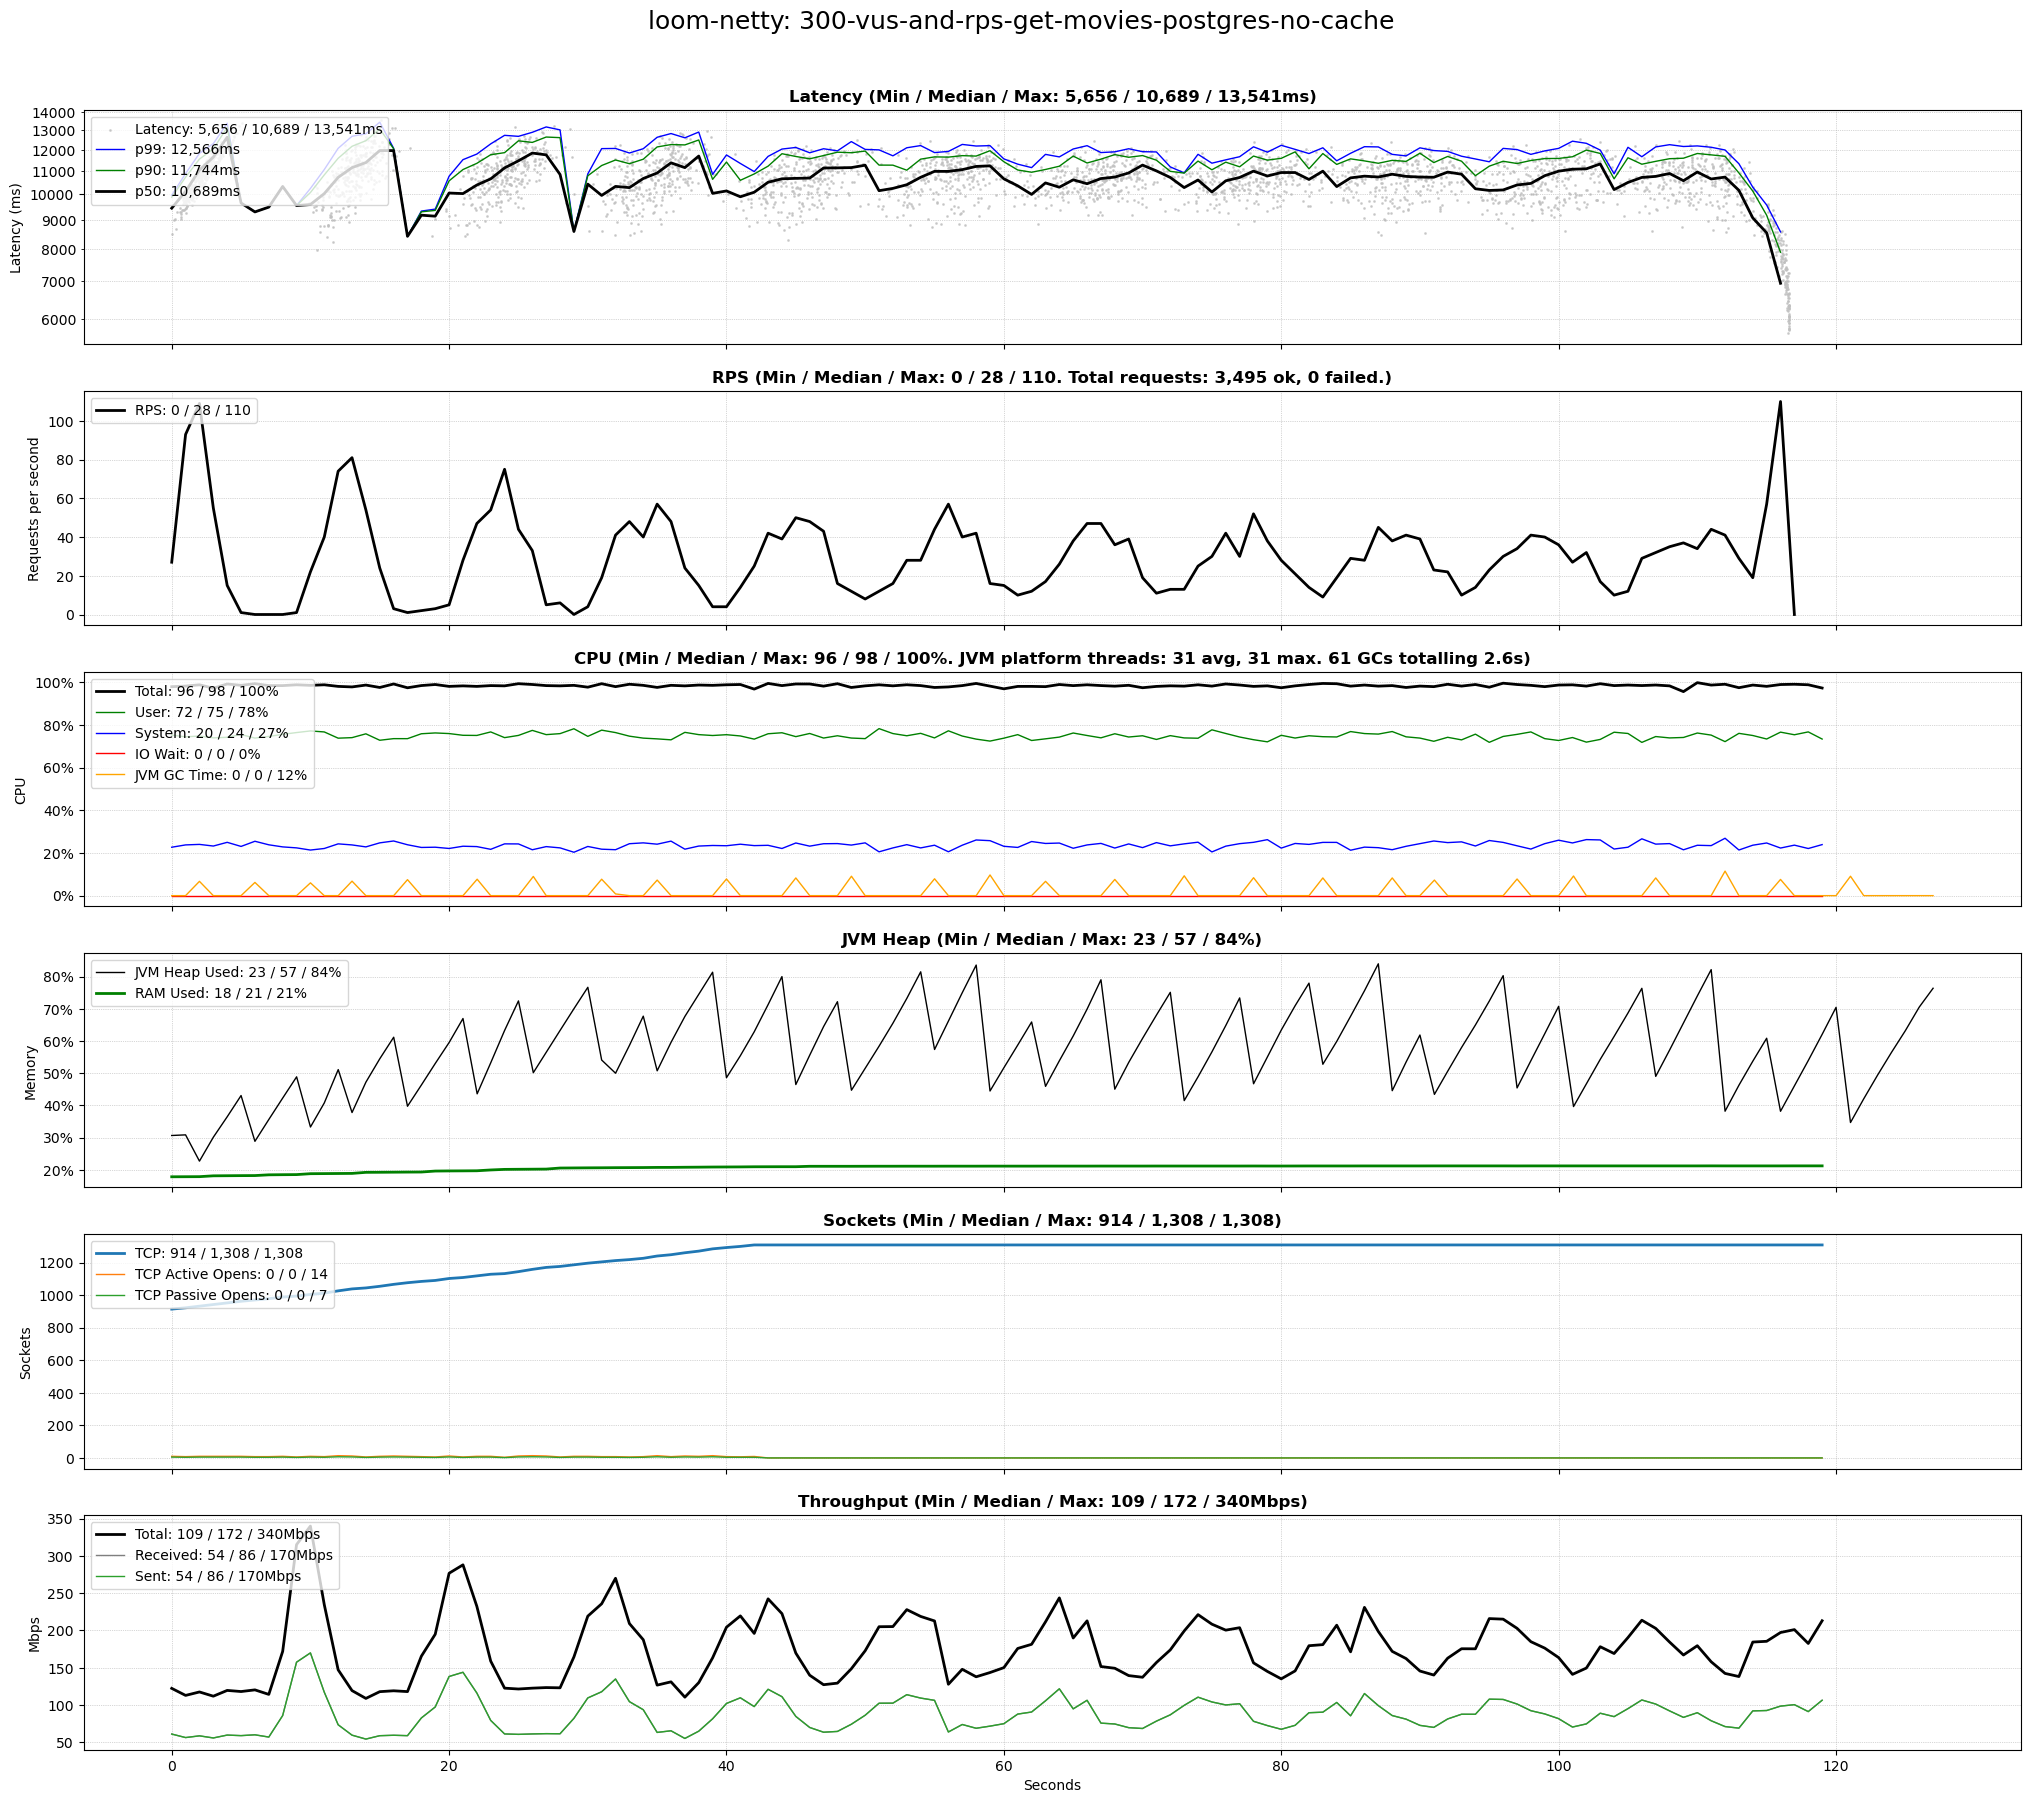 loom-netty: 300-vus-and-rps-get-movies-postgres-no-cache
Latency (Min / Median / Max: 5,656 / 10,689 / 13,541ms)
Latency (ms)
14000
13000
12000
11000
10000
9000
8000
7000
6000
Latency: 5,656 / 10,689 / 13,541ms
p99: 12,566ms
p90: 11,744ms
p50: 10,689ms
RPS (Min / Median / Max: 0 / 28 / 110. Total requests: 3,495 ok, 0 failed.)
Requests per second
100
80
60
40
20
0
RPS: 0 / 28 / 110
CPU (Min / Median / Max: 96 / 98 / 100%. JVM platform threads: 31 avg, 31 max. 61 GCs totalling 2.6s)
CPU
100%
80%
60%
40%
20%
0%
Total: 96 / 98 / 100%
User: 72 / 75 / 78%
System: 20 / 24 / 27%
IO Wait: 0 / 0 / 0%
JVM GC Time: 0 / 0 / 12%
JVM Heap (Min / Median / Max: 23 / 57 / 84%)
Memory
80%
70%
60%
50%
40%
30%
20%
JVM Heap Used: 23 / 57 / 84%
RAM Used: 18 / 21 / 21%
Sockets (Min / Median / Max: 914 / 1,308 / 1,308)
Sockets
1200
1000
800
600
400
200
0
TCP: 914 / 1,308 / 1,308
TCP Active Opens: 0 / 0 / 14
TCP Passive Opens: 0 / 0 / 7
Throughput (Min / Median / Max: 109 / 172 / 340Mbps)
Mbps
350
300
250
200
150
100
50
Total: 109 / 172 / 340Mbps
Received: 54 / 86 / 170Mbps
Sent: 54 / 86 / 170Mbps
0
20
40
60
80
100
120
Seconds